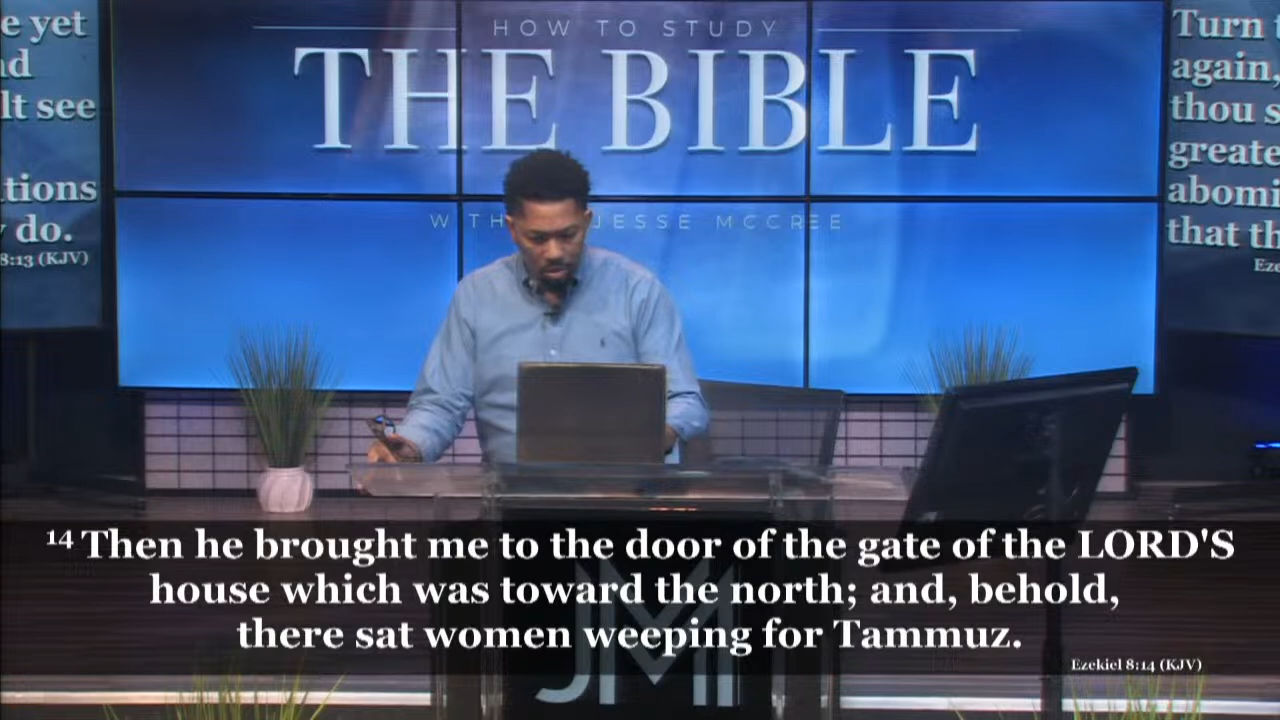 HOW TO STUDY
THE BIBLE
WITH JESSE MCCREE
e yet
lt see
tions
do.
8:13 (KJV)
Turn
again,
thou s
greate
abomi
that th
Eze
14 Then he brought me to the door of the gate of the LORD'S
house which was toward the north; and, behold,
there sat women weeping for Tammuz.
Ezekiel 8:14 (KJV)
JMM